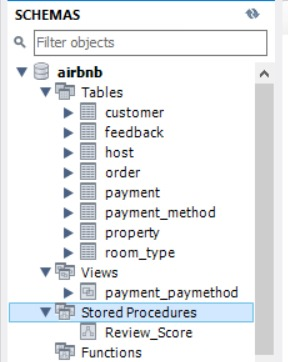 SCHEMAS
Filter objects
airbnb
Tables
customer
feedback
host
order
payment
payment_method
property
room_type
Views
payment_paymethod
Stored Procedures
Review_Score
Functions